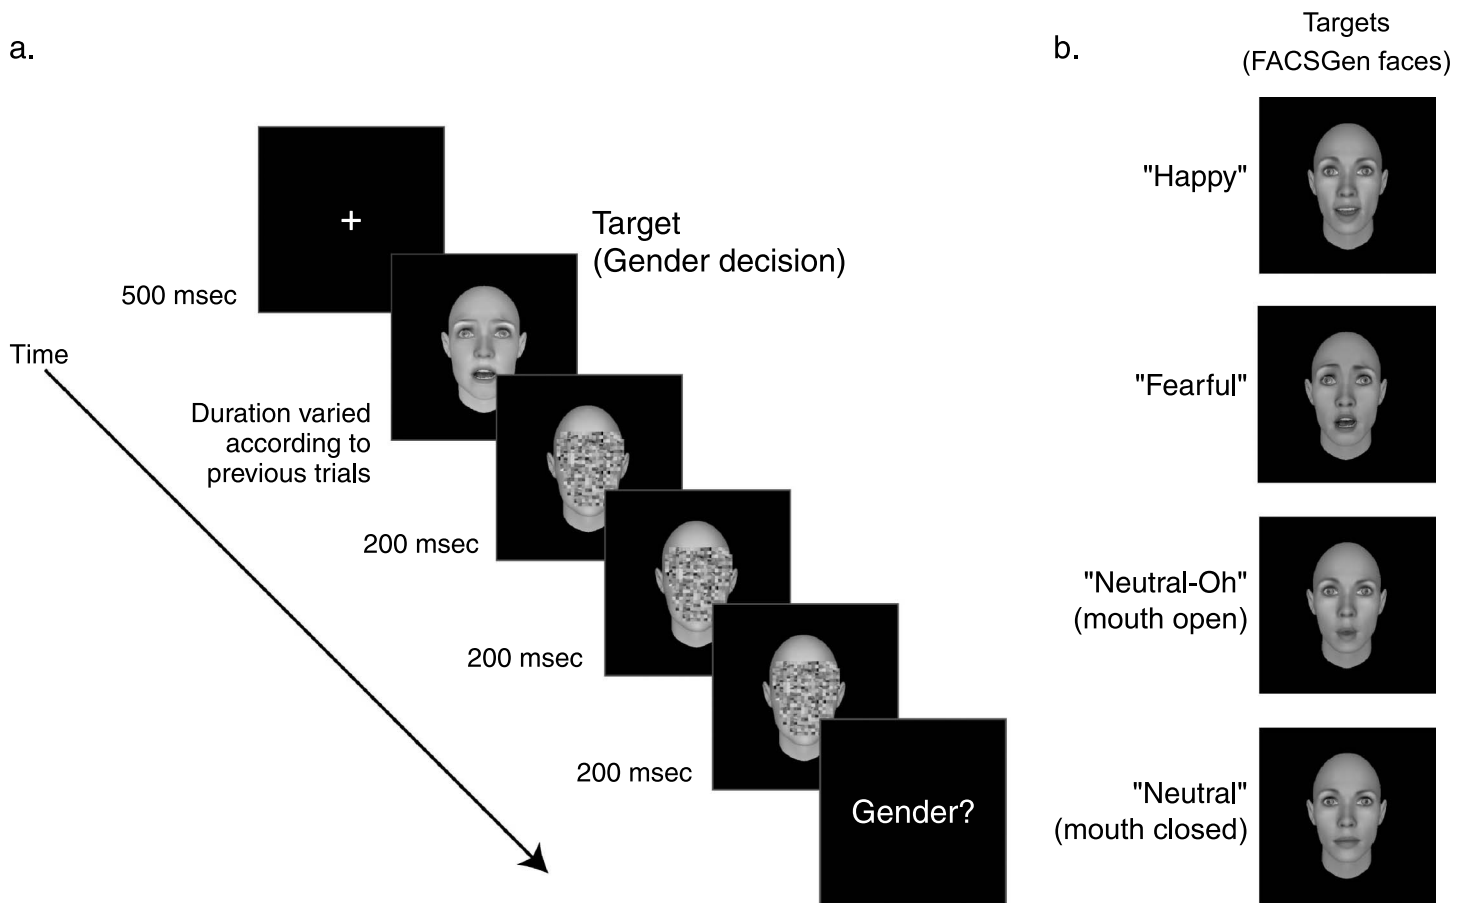 a.
+
500 msec
Target
(Gender decision)
Time
Duration varied
according to
previous trials
200 msec
200 msec
200 msec
Gender?
b.
Targets
(FACSGen faces)
"Happy"
"Fearful"
"Neutral-Oh"
(mouth open)
"Neutral"
(mouth closed)